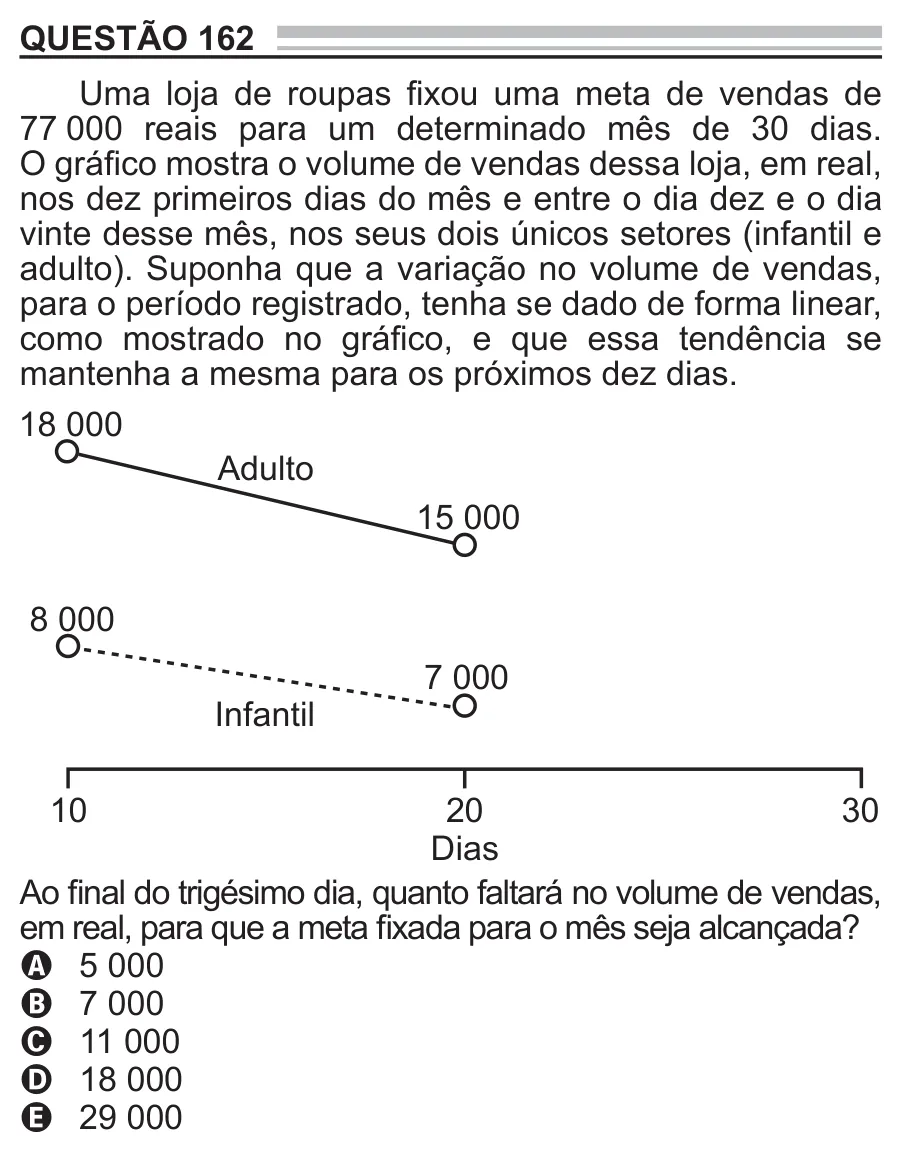 QUESTÃO 162
Uma loja de roupas fixou uma meta de vendas de
77 000 reais para um determinado mês de 30 dias.
O gráfico mostra o volume de vendas dessa loja, em real,
nos dez primeiros dias do mês e entre o dia dez e o dia
vinte desse mês, nos seus dois únicos setores (infantil e
adulto). Suponha que a variação no volume de vendas,
para o período registrado, tenha se dado de forma linear,
como mostrado no gráfico, e que essa tendência se
mantenha a mesma para os próximos dez dias.
18 000
Adulto
15 000
8 000
7 000
Infantil
10 20 30
Dias
Ao final do trigésimo dia, quanto faltará no volume de vendas,
em real, para que a meta fixada para o mês seja alcançada?
A 5 000
B 7 000
C 11 000
D 18 000
E 29 000